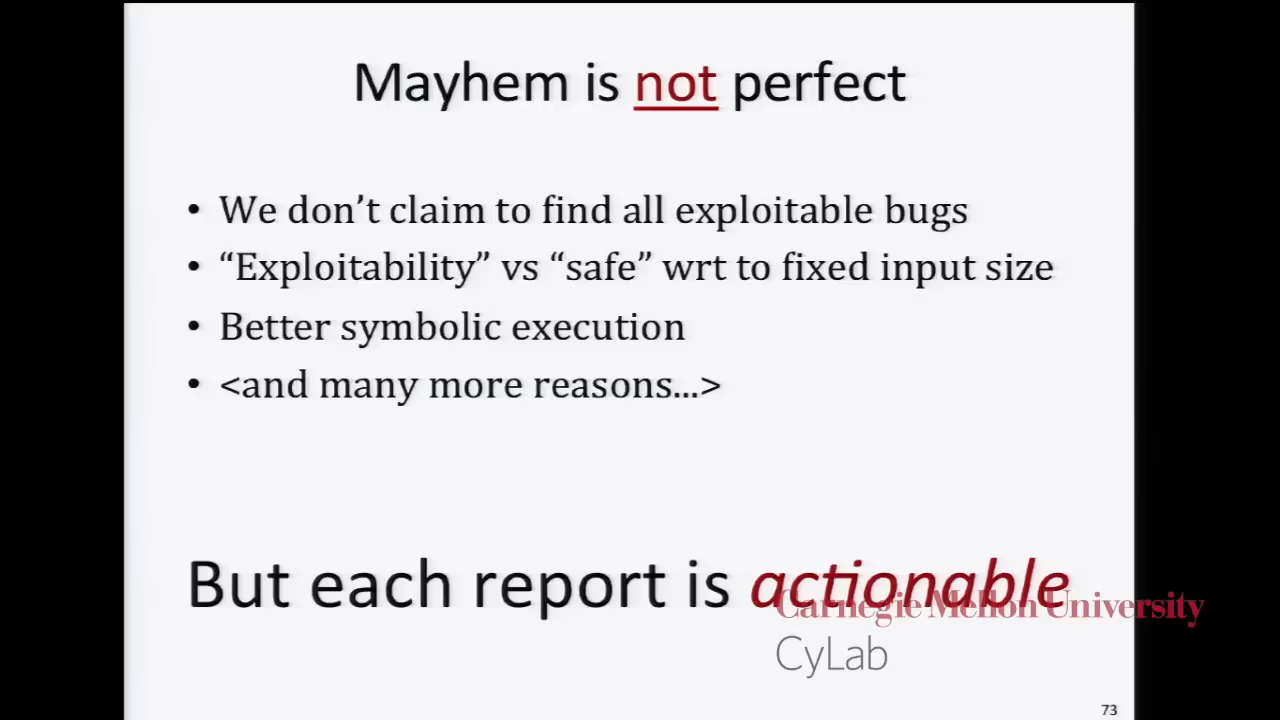 Mayhem is not perfect
• We don’t claim to find all exploitable bugs
• “Exploitability” vs “safe” wrt to fixed input size
• Better symbolic execution
• <and many more reasons...>
But each report is actionable
Carnegie Mellon University
CyLab
73